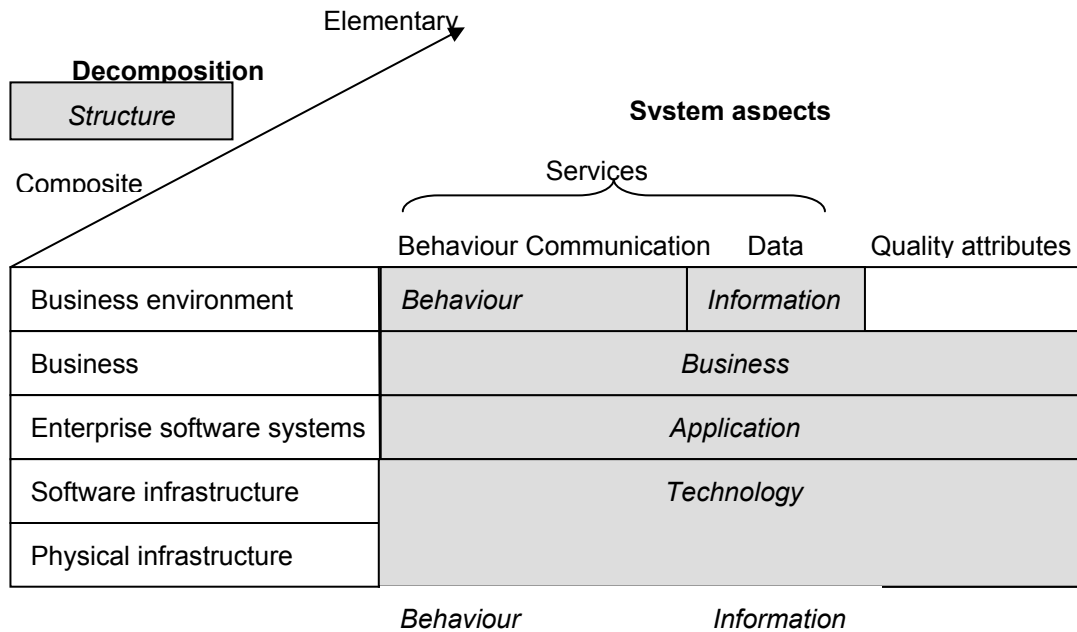 Elementary
Decomposition
Structure
System aspects
Composite
Services
Behaviour Communication Data Quality attributes
Business environment Behaviour Information
Business Business
Enterprise software systems Application
Software infrastructure Technology
Physical infrastructure
Behaviour Information